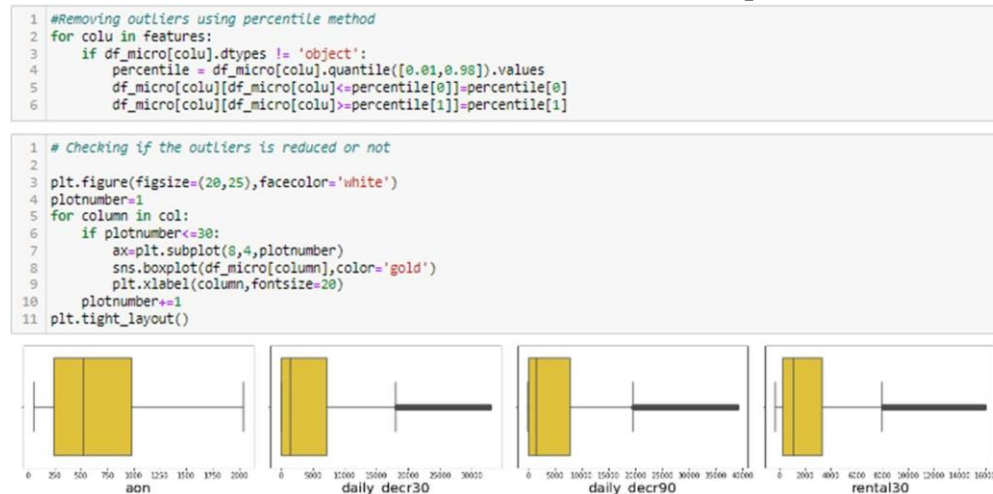 1 #Removing outliers using percentile method
2 for colu in features:
3     if df_micro[colu].dtypes != 'object':
4         percentile = df_micro[colu].quantile([0.01,0.98]).values
5         df_micro[colu][df_micro[colu]<=percentile[0]]=percentile[0]
6         df_micro[colu][df_micro[colu]>=percentile[1]]=percentile[1]
1 # Checking if the outliers is reduced or not
2
3 plt.figure(figsize=(20,25),facecolor='white')
4 plotnumber=1
5 for column in col:
6     if plotnumber<=30:
7         ax=plt.subplot(8,4,plotnumber)
8         sns.boxplot(df_micro[column],color='gold')
9         plt.xlabel(column,fontsize=20)
10     plotnumber+=1
11 plt.tight_layout()
0 250 500 750 1000 1250 1500 1750 2000
aon
0 5000 10000 15000 20000 25000 30000
daily_decr30
0 5000 10000 15000 20000 25000 30000 35000 40000
daily_decr90
0 2000 4000 6000 8000 10000 12000 14000 16000
rental30